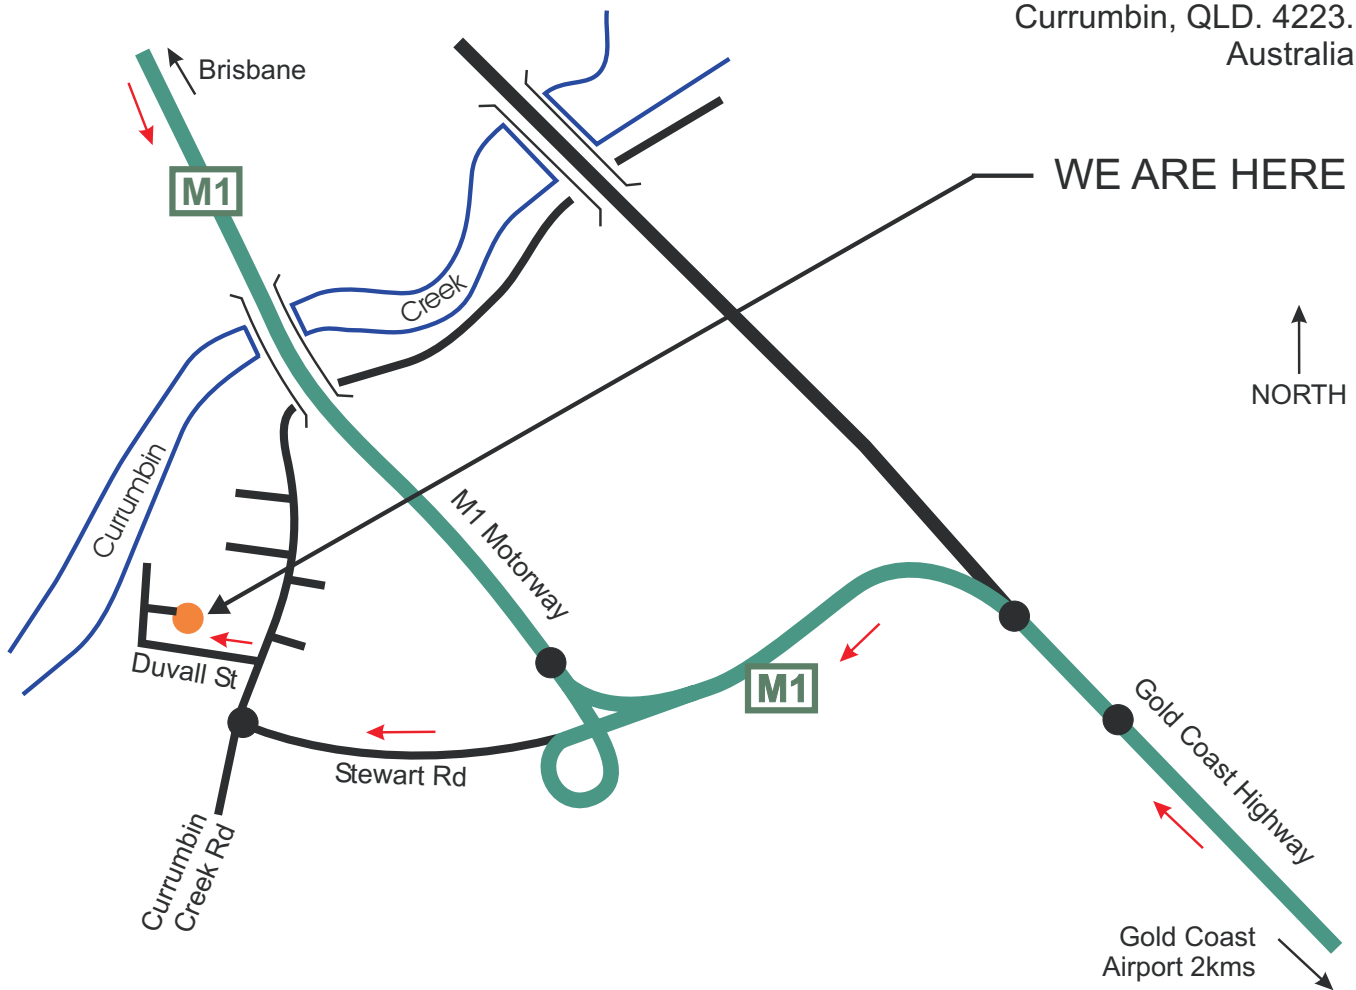 Currumbin, QLD. 4223.
Australia
Brisbane
M1
WE ARE HERE
Creek
NORTH
Currumbin
M1 Motorway
Duvall St
M1
Gold Coast Highway
Stewart Rd
Currumbin
Creek Rd
Gold Coast
Airport 2kms